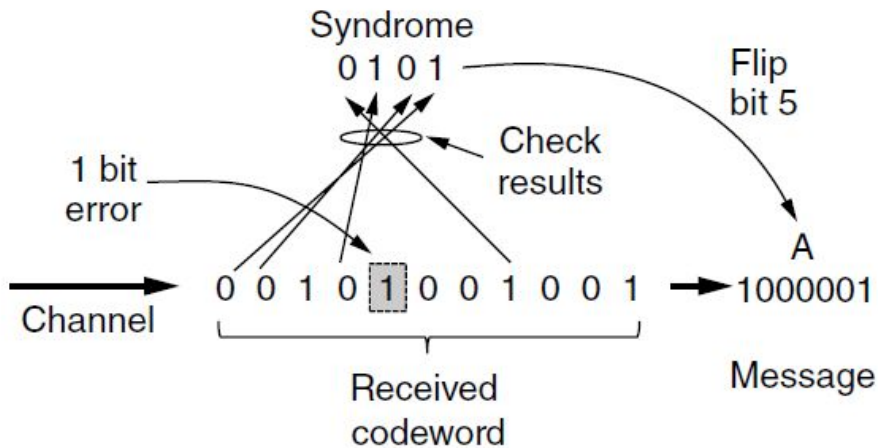 Syndrome
0 1 0 1
Flip
bit 5
Check
results
1 bit
error
A
0 0 1 0 1 0 0 1 0 0 1
1000001
Channel
Message
Received
codeword